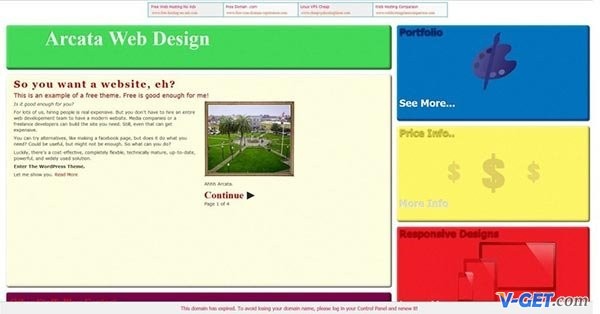 Free Web Hosting No Ads
Free Domain .com
Linux VPS Cheap
Web Hosting Comparison
Arcata Web Design
So you want a website, eh?
This is an example of a free theme. Free is good enough for me!
Is it good enough for you?
For lots of us, hiring people is real expensive. But you don't have to hire an entire
web development team to have a modern website. Media companies or a
freelance developers can build the site you need. Still, even that can get
expensive.
You can try alternatives, like making a facebook page, but does it do what you
need? Could be useful, but might not be enough. So what can you do?
Luckily, there's a cost effective, completely flexible, technically mature, up-to-date,
powerful, and widely used solution.
Enter The WordPress Theme.
Let me show you. Read More
Ahhh Arcata.
Continue ▶
Page 1 of 4
Portfolio
See More...
Price Info..
$ $ $
More Info
Responsive Designs
V-GET.com
This domain has expired. To avoid losing your domain name, please log in your Control Panel and renew it!